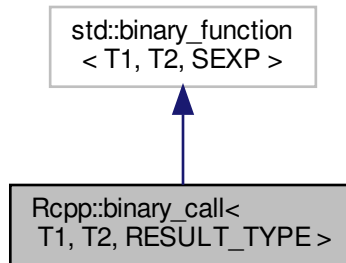 std::binary_function
< T1, T2, SEXP >
Rcpp::binary_call<
T1, T2, RESULT_TYPE >